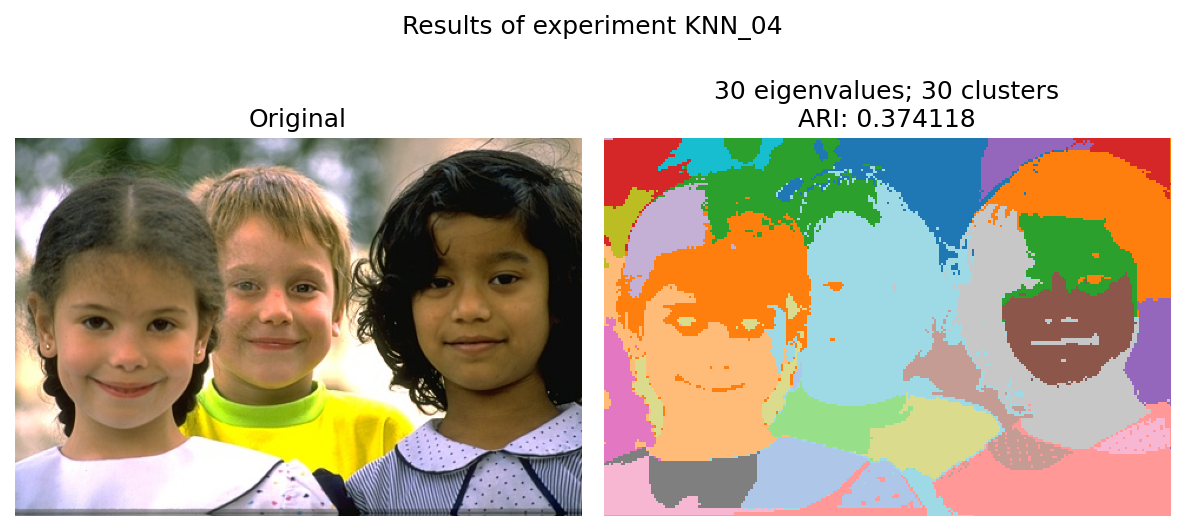 Results of experiment KNN_04
Original
30 eigenvalues; 30 clusters
ARI: 0.374118